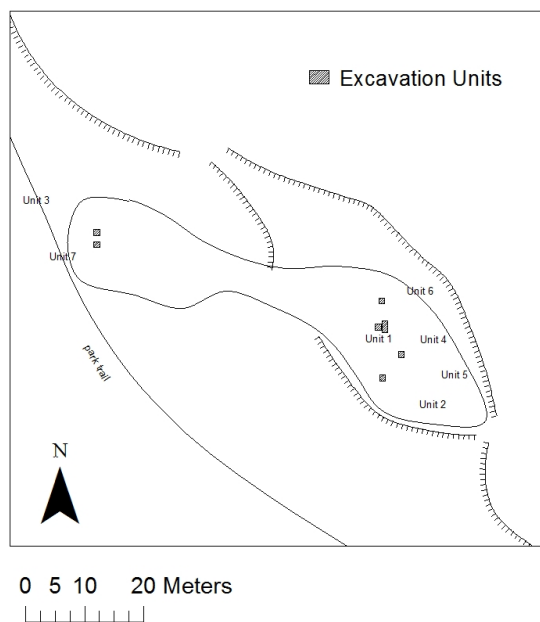 Excavation Units
Unit 3
Unit 7
Unit 6
Unit 1
Unit 4
Unit 5
Unit 2
park trail
N
0 5 10 20 Meters